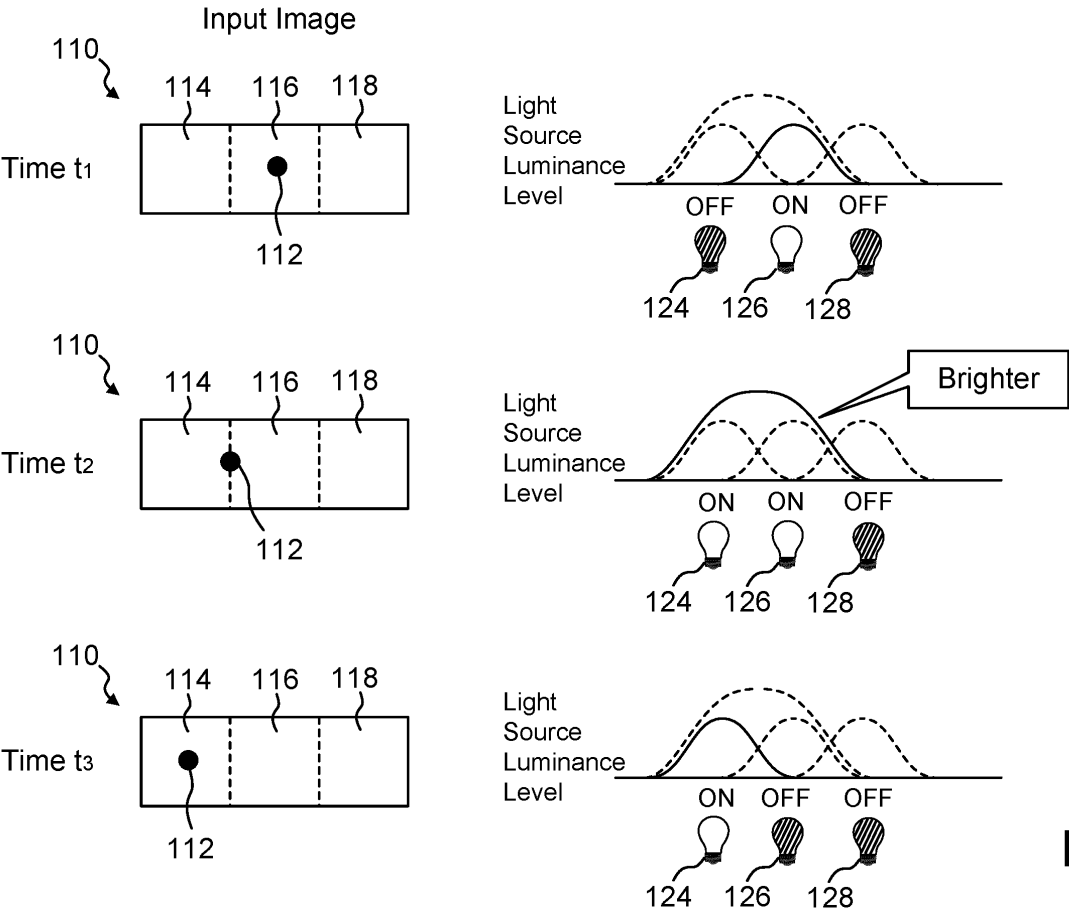 Input Image
110
114 116 118
Time t1
112
Light
Source
Luminance
Level
OFF ON OFF
124 126 128
110
114 116 118
Time t2
112
Brighter
Light
Source
Luminance
Level
ON ON OFF
124 126 128
110
114 116 118
Time t3
112
Light
Source
Luminance
Level
ON OFF OFF
124 126 128